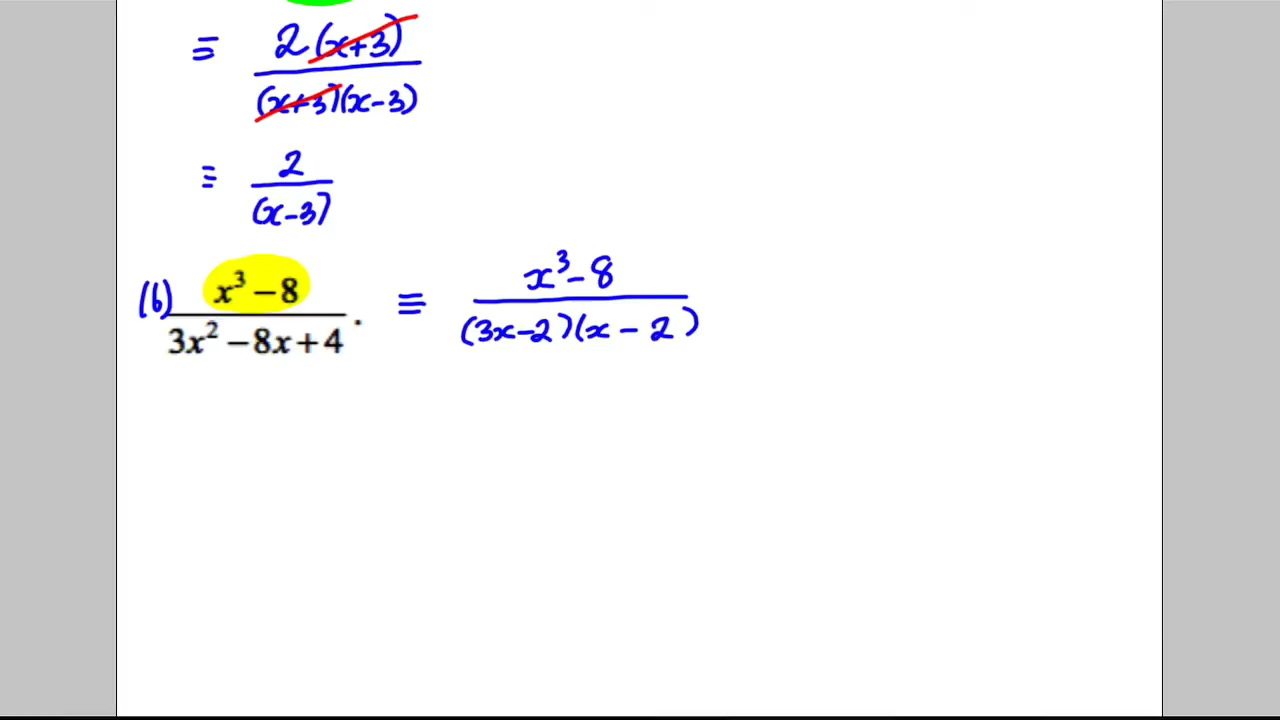 ≡ 2(x+3) / (x+3)(x-3)
≡ 2 / (x-3)
(b) x³ - 8 / 3x² - 8x + 4 . ≡ x³ - 8 / (3x-2)(x - 2)